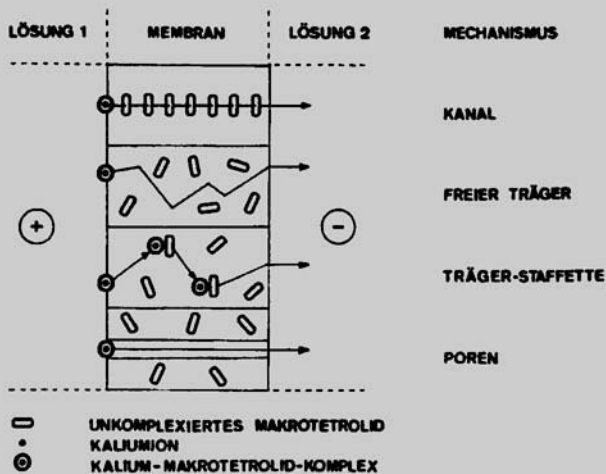 LÖSUNG 1 MEMBRAN LÖSUNG 2 MECHANISMUS
KANAL
FREIER TRÄGER
+ −
TRÄGER-STAFFETTE
POREN
UNKOMPLEXIERTES MAKROTETROLID
KALIUMION
KALIUM-MAKROTETROLID-KOMPLEX